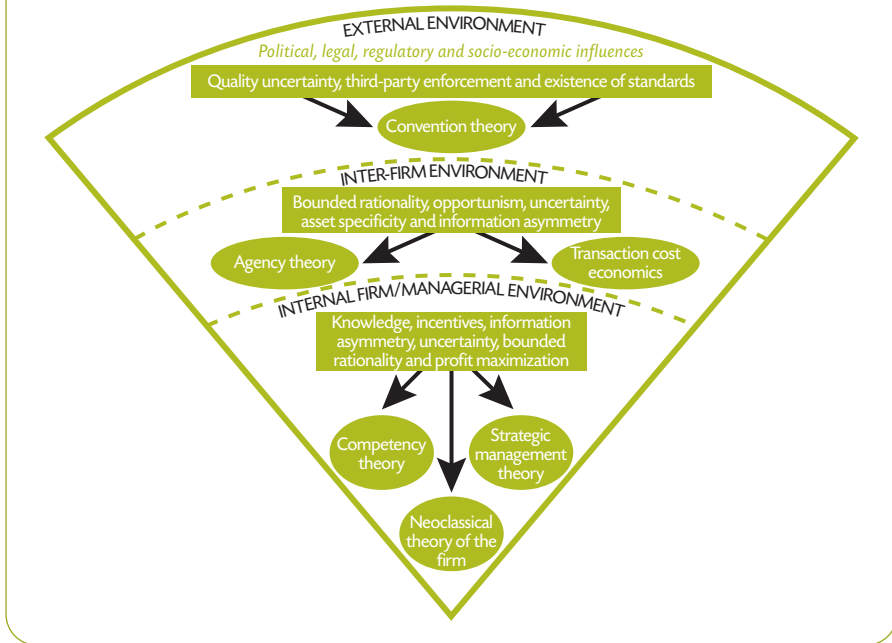 EXTERNAL ENVIRONMENT
Political, legal, regulatory and socio-economic influences
Quality uncertainty, third-party enforcement and existence of standards
Convention theory
INTER-FIRM ENVIRONMENT
Bounded rationality, opportunism, uncertainty,
asset specificity and information asymmetry
Agency theory
Transaction cost
economics
INTERNAL FIRM/MANAGERIAL ENVIRONMENT
Knowledge, incentives, information
asymmetry, uncertainty, bounded
rationality and profit maximization
Competency
theory
Strategic
management
theory
Neoclassical
theory of the
firm